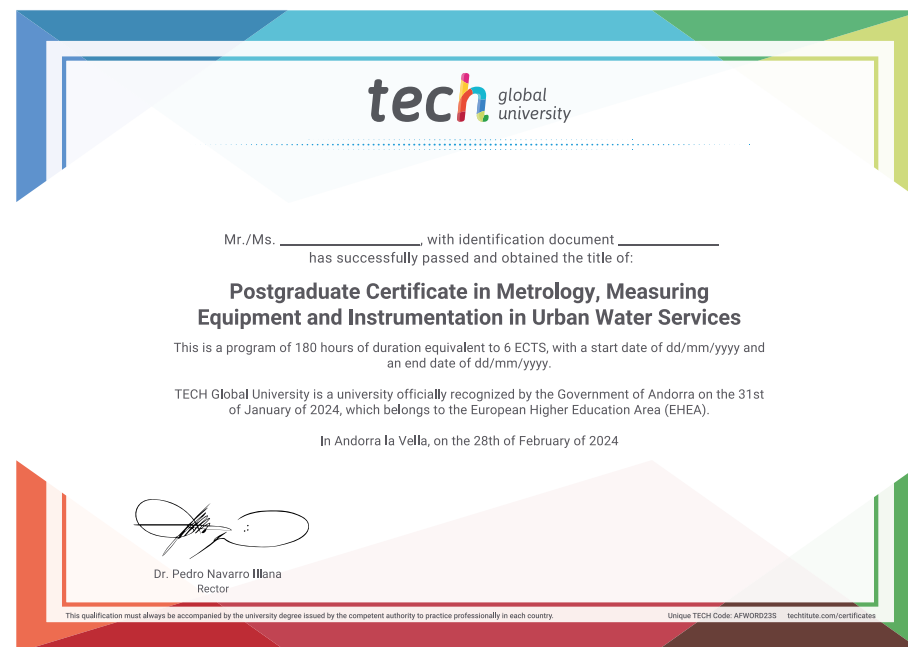 tech global
university
Mr./Ms. ____________________, with identification document ______________
has successfully passed and obtained the title of:
Postgraduate Certificate in Metrology, Measuring
Equipment and Instrumentation in Urban Water Services
This is a program of 180 hours of duration equivalent to 6 ECTS, with a start date of dd/mm/yyyy and
an end date of dd/mm/yyyy.
TECH Global University is a university officially recognized by the Government of Andorra on the 31st
of January of 2024, which belongs to the European Higher Education Area (EHEA).
In Andorra la Vella, on the 28th of February of 2024
Dr. Pedro Navarro Illana
Rector
This qualification must always be accompanied by the university degree issued by the competent authority to practice professionally in each country.
Unique TECH Code: AFWORD23S techtitute.com/certificates